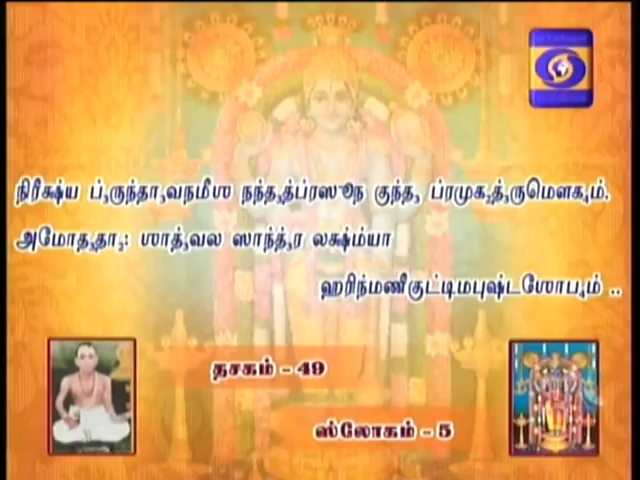 நிரீக்ஷ்ய ப்₃ருந்தா₃வநமீஶ நந்த₃த்ப்ரஸூந குந்த₃ ப்ரமுக₂த்₃ருமௌக₄ம்.
அமோத₃தா₂: ஶாத்₃வல ஸாந்த்₃ர லக்ஷ்ம்யா
ஹரிந்மணீகுட்டிமபுஷ்டஶோப₄ம் ..
தசகம் - 49
ஸ்லோகம் - 5